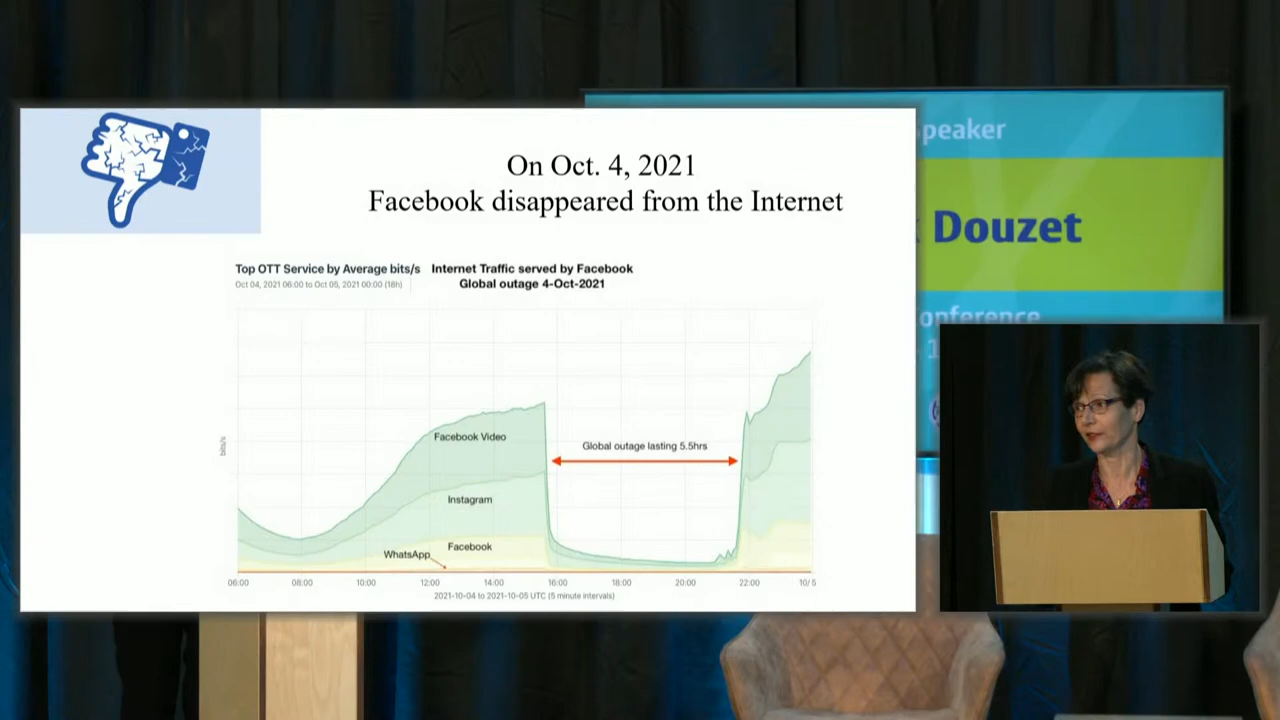 On Oct. 4, 2021
Facebook disappeared from the Internet
Top OTT Service by Average bits/s
Oct 04, 2021 06:00 to Oct 05, 2021 00:00 (18h)
Internet Traffic served by Facebook
Global outage 4-Oct-2021
bits/s
Facebook Video
Global outage lasting 5.5hrs
Instagram
Facebook
WhatsApp
06:00 08:00 10:00 12:00 14:00 16:00 18:00 20:00 22:00 10/5
2021-10-04 to 2021-10-05 UTC (5 minute intervals)
peaker
Douzet
onference
1